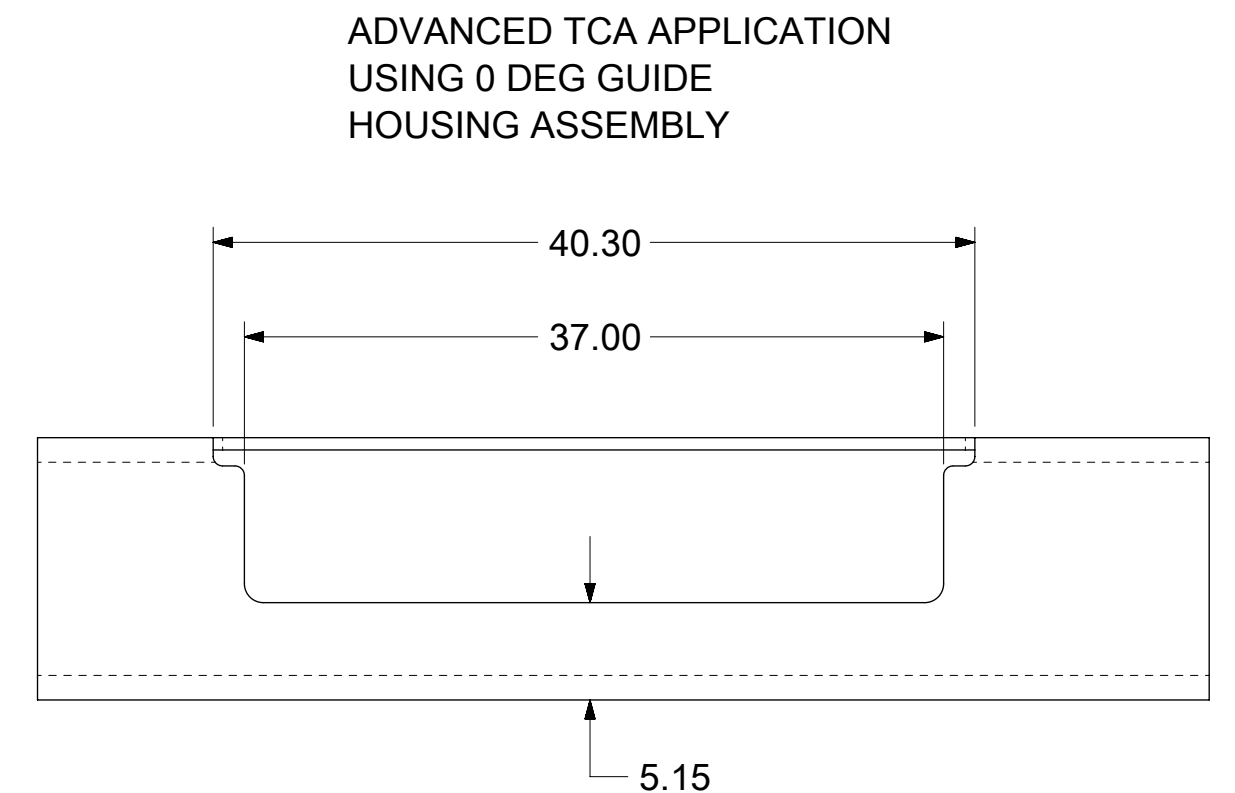 ADVANCED TCA APPLICATION
USING 0 DEG GUIDE
HOUSING ASSEMBLY
40.30
37.00
5.15